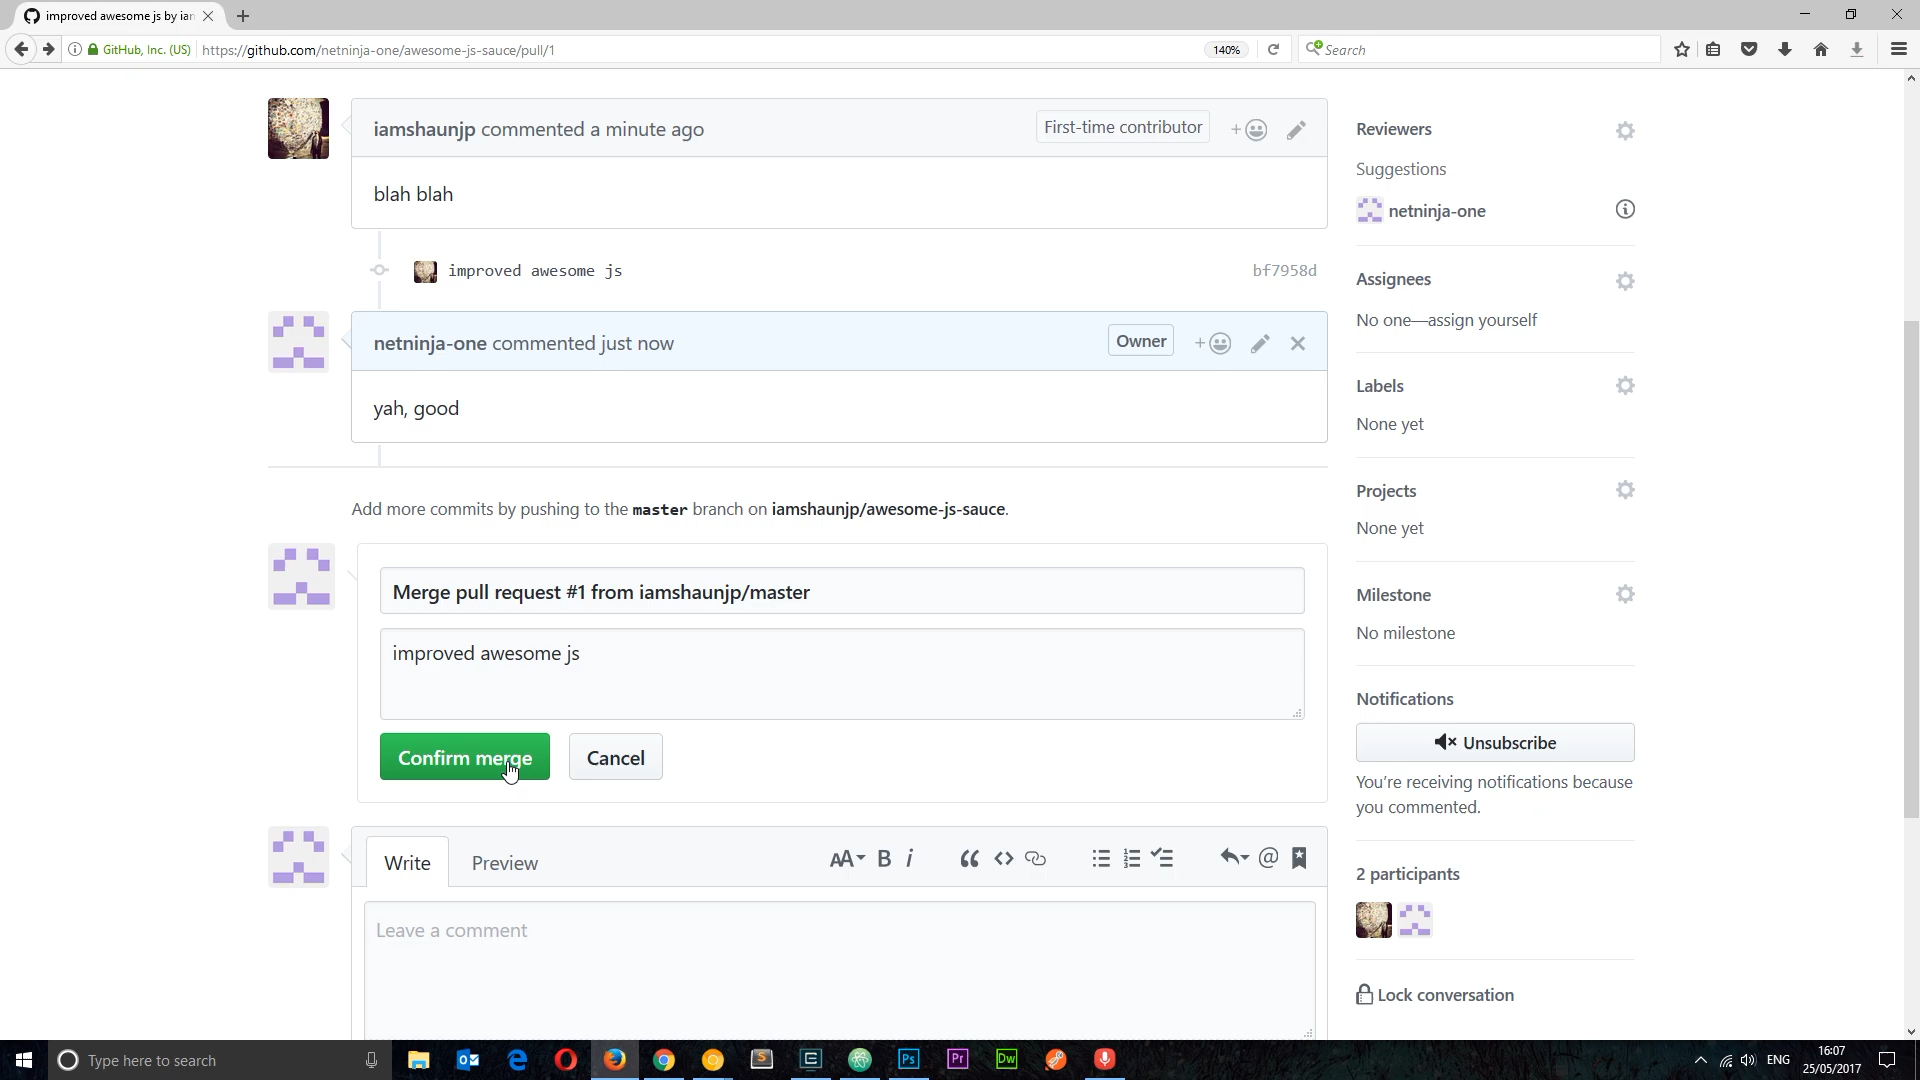 improved awesome js by ian
GitHub, Inc. (US)
https://github.com/netninja-one/awesome-js-sauce/pull/1
140%
Search
iamshaunjp commented a minute ago
First-time contributor
blah blah
improved awesome js
bf7958d
netninja-one commented just now
Owner
yah, good
Add more commits by pushing to the master branch on iamshaunjp/awesome-js-sauce.
Merge pull request #1 from iamshaunjp/master
improved awesome js
Confirm merge
Cancel
Write
Preview
AA
B
i
@
Leave a comment
Reviewers
Suggestions
netninja-one
Assignees
No one—assign yourself
Labels
None yet
Projects
None yet
Milestone
No milestone
Notifications
Unsubscribe
You're receiving notifications because
you commented.
2 participants
Lock conversation
Type here to search
Ps
Pr
Dw
ENG
16:07
25/05/2017